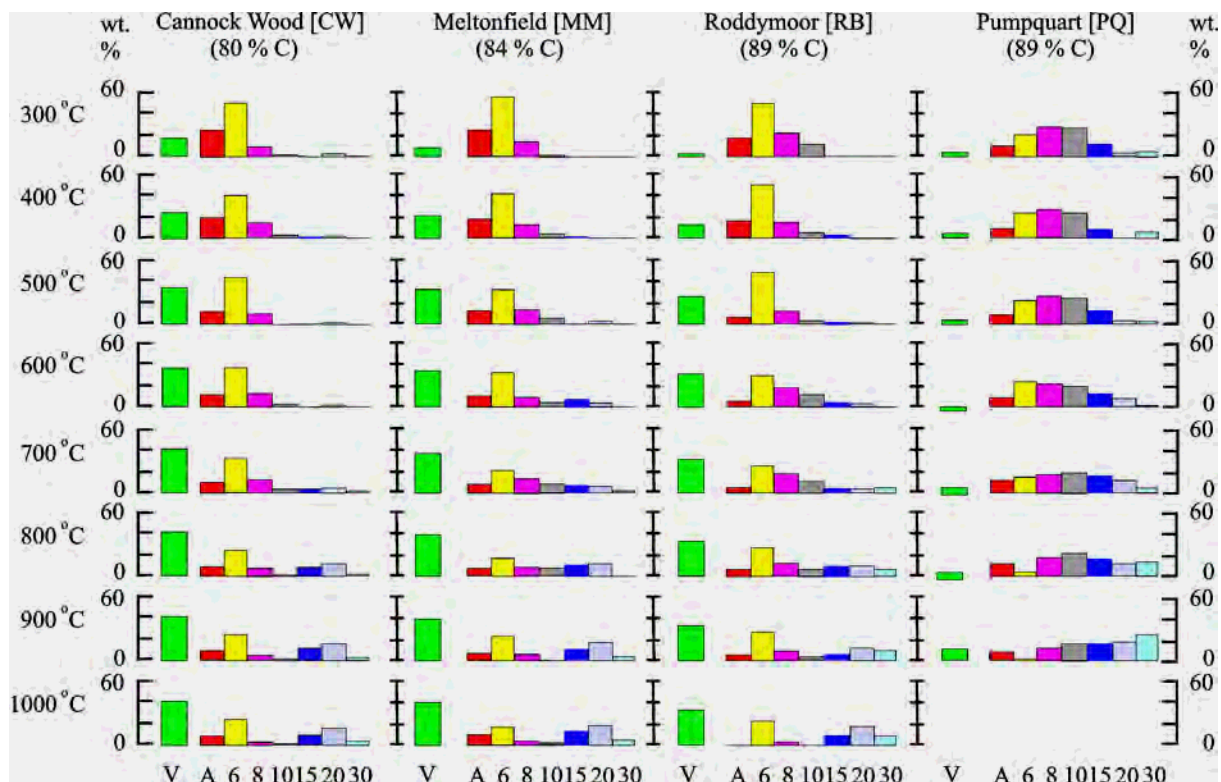 wt. Cannock Wood [CW] Meltonfield [MM] Roddymoor [RB] Pumpquart [PQ] wt.
% (80 % C) (84 % C) (89 % C) (89 % C) %
60 60
300 °C
0 0
60 60
400 °C
0 0
60 60
500 °C
0 0
60 60
600 °C
0 0
60 60
700 °C
0 0
60 60
800 °C
0 0
60 60
900 °C
0 0
60 60
1000 °C
0 0
V A 6 8 10 15 20 30 V A 6 8 10 15 20 30 V A 6 8 10 15 20 30 V A 6 8 10 15 20 30